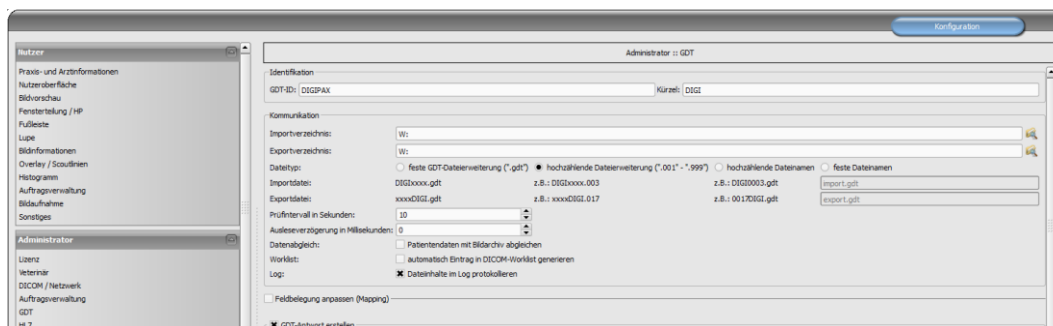 Konfiguration
Nutzer
Praxis- und Arztinformationen
Nutzeroberfläche
Bildvorschau
Fensterteilung / HP
Fußleiste
Lupe
Bildinformationen
Overlay / Scoutlinien
Histogramm
Auftragsverwaltung
Bildaufnahme
Sonstiges
Administrator
Lizenz
Veterinär
DICOM / Netzwerk
Auftragsverwaltung
GDT
HL7
Administrator :: GDT
Identifikation
GDT-ID: DIGIPAX Kürzel: DIGI
Kommunikation
Importverzeichnis: W:
Exportverzeichnis: W:
Dateityp: feste GDT-Dateierweiterung (".gdt") hochzählende Dateierweiterung (".001" - ".999") hochzählende Dateinamen feste Dateinamen
Importdatei: DIGIxxxx.gdt z.B.: DIGIxxxx.003 z.B.: DIGI0003.gdt import.gdt
Exportdatei: xxxxDIGI.gdt z.B.: xxxxDIGI.017 z.B.: 0017DIGI.gdt export.gdt
Prüfintervall in Sekunden: 10
Ausleseverzögerung in Millisekunden: 0
Datenabgleich: Patientendaten mit Bildarchiv abgleichen
Worklist: automatisch Eintrag in DICOM-Worklist generieren
Log: Dateiinhalte im Log protokollieren
Feldbelegung anpassen (Mapping)
GDT-Antwort erstellen